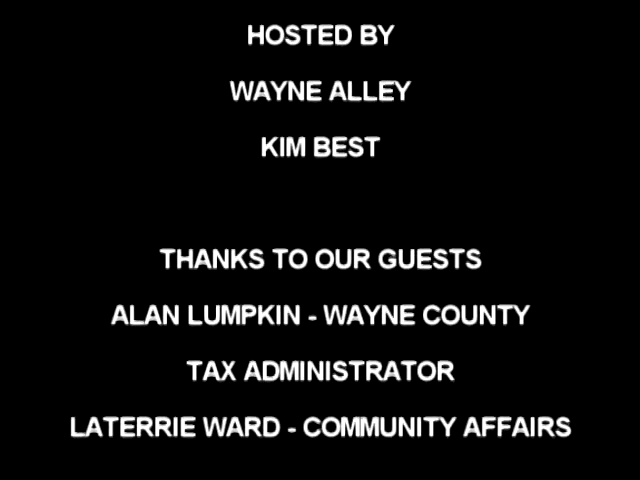 HOSTED BY
WAYNE ALLEY
KIM BEST
THANKS TO OUR GUESTS
ALAN LUMPKIN - WAYNE COUNTY
TAX ADMINISTRATOR
LATERRIE WARD - COMMUNITY AFFAIRS